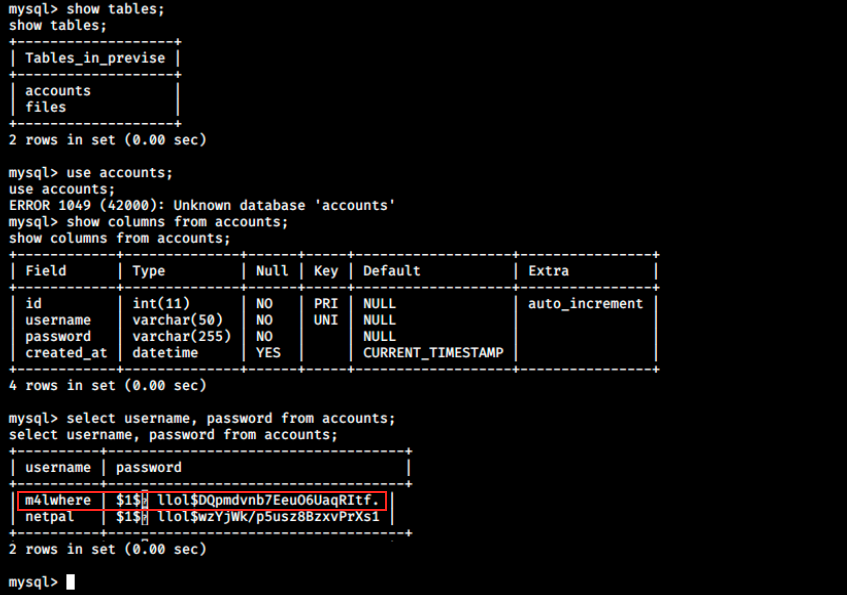 mysql> show tables;
show tables;
+-------------------+
| Tables_in_previse |
+-------------------+
| accounts          |
| files             |
+-------------------+
2 rows in set (0.00 sec)

mysql> use accounts;
use accounts;
ERROR 1049 (42000): Unknown database 'accounts'
mysql> show columns from accounts;
show columns from accounts;
+------------+--------------+------+-----+-------------------+----------------+
| Field      | Type         | Null | Key | Default           | Extra          |
+------------+--------------+------+-----+-------------------+----------------+
| id         | int(11)      | NO   | PRI | NULL              | auto_increment |
| username   | varchar(50)  | NO   | UNI | NULL              |                |
| password   | varchar(255) | NO   |     | NULL              |                |
| created_at | datetime     | YES  |     | CURRENT_TIMESTAMP |                |
+------------+--------------+------+-----+-------------------+----------------+
4 rows in set (0.00 sec)

mysql> select username, password from accounts;
select username, password from accounts;
+----------+------------------------------------+
| username | password                           |
+----------+------------------------------------+
| m4lwhere | $1$ llol$DQpmdvnb7EeuO6UaqRItf. |
| netpal   | $1$ llol$wzYjWk/p5usz8BzxvPrXs1 |
+----------+------------------------------------+
2 rows in set (0.00 sec)

mysql>